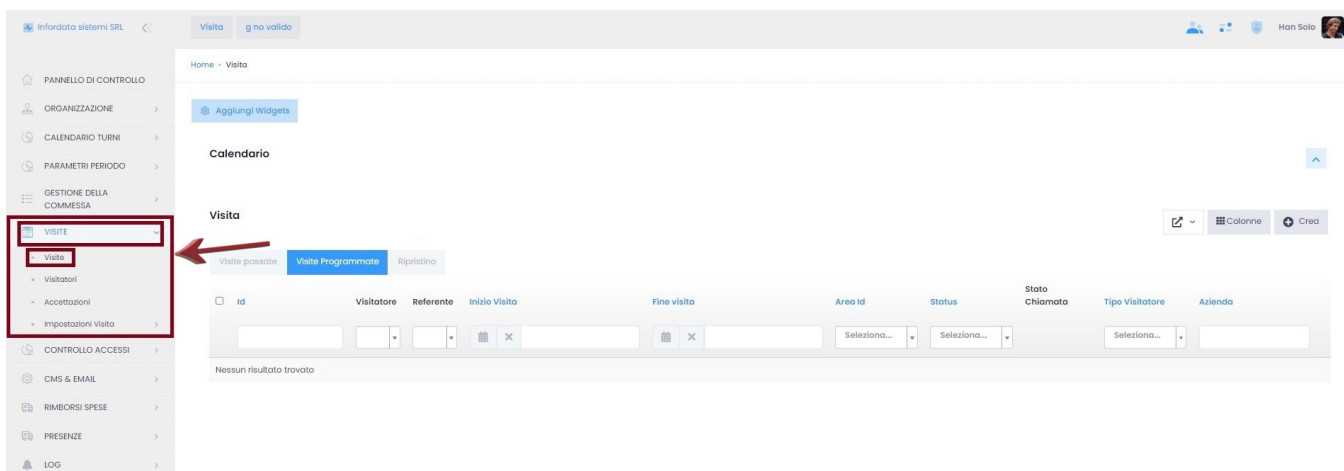 Infordata sistemi SRL
Visita
g no valido
Han Solo
Home - Visita
PANNELLO DI CONTROLLO
ORGANIZZAZIONE
CALENDARIO TURNI
PARAMETRI PERIODO
GESTIONE DELLA
COMMESSA
VISITE
Visite
Visitatori
Accettazioni
Impostazioni Visita
CONTROLLO ACCESSI
CMS & EMAIL
RIMBORSI SPESE
PRESENZE
LOG
Aggiungi Widgets
Calendario
Visita
Colonne
Crea
Visite passate
Visite Programmate
Ripristino
Id
Visitatore
Referente
Inizio Visita
Fine visita
Area Id
Status
Stato
Chiamata
Tipo Visitatore
Azienda
Seleziona...
Seleziona...
Seleziona...
Nessun risultato trovato